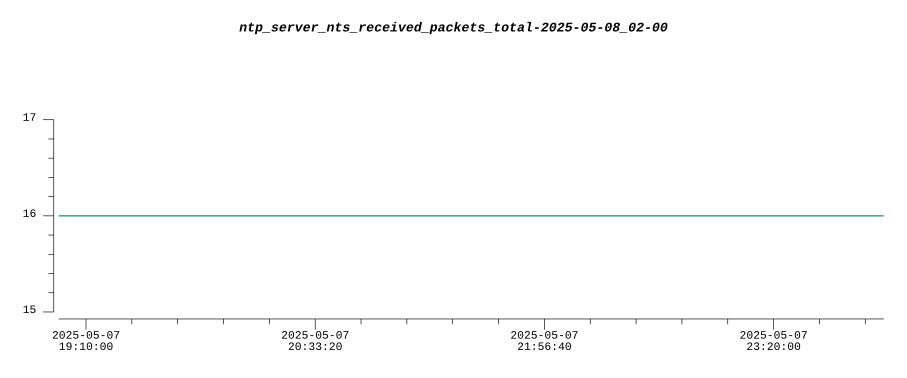 ntp_server_nts_received_packets_total-2025-05-08_02-00
17
16
15
2025-05-07 2025-05-07 2025-05-07 2025-05-07
19:10:00 20:33:20 21:56:40 23:20:00